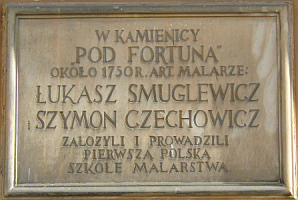 W KAMIENICY
„POD FORTUNĄ”
OKOŁO 1750 R. ART. MALARZE:
ŁUKASZ SMUGLEWICZ
SZYMON CZECHOWICZ
ZAŁOŻYLI I PROWADZILI
PIERWSZĄ POLSKĄ
SZKOŁĘ MALARSTWA